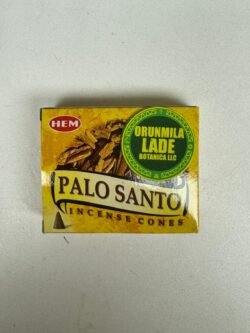 HEM
ORUNMILA
LADE
BOTANICA LLC
PALO SANTO
INCENSE CONES